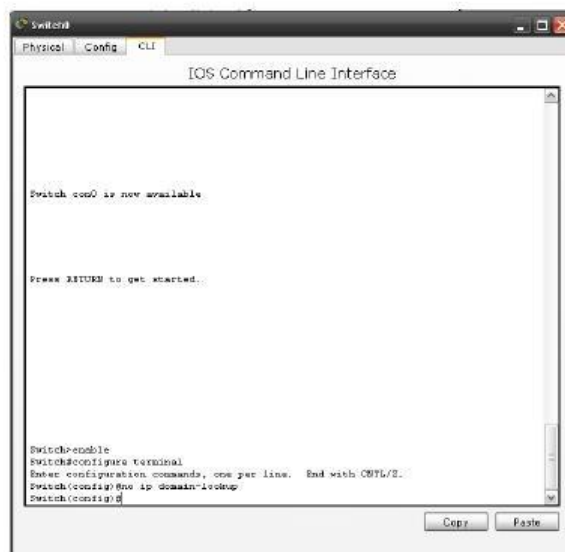 Switch0
Physical Config CLI
IOS Command Line Interface
Switch con0 is now available
Press RETURN to get started.
Switch>enable
Switch#configure terminal
Enter configuration commands, one per line. End with CNTL/Z.
Switch(config)#no ip domain-lookup
Switch(config)#
Copy Paste